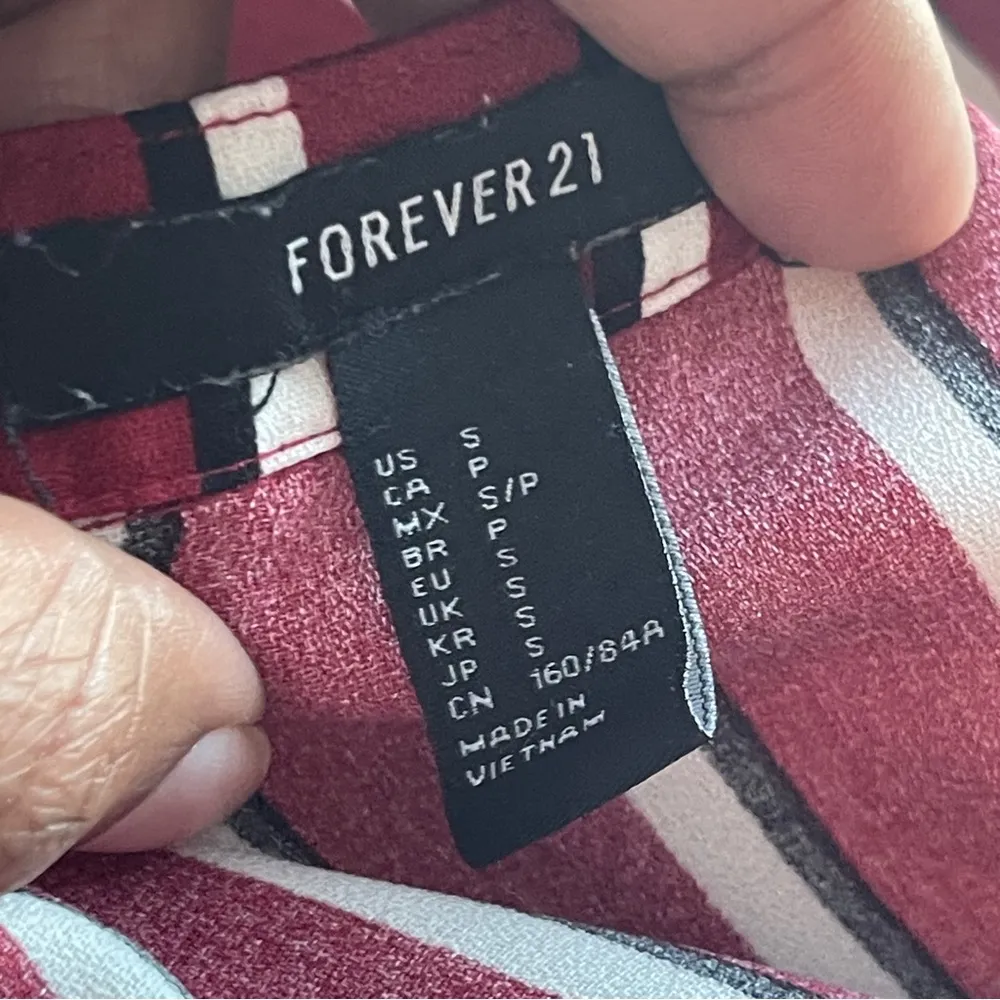 FOREVER 21
US S
CA P
MX S/P
BR P
EU S
UK S
KR S
JP S
CN 160/84A
MADE IN
VIETNAM